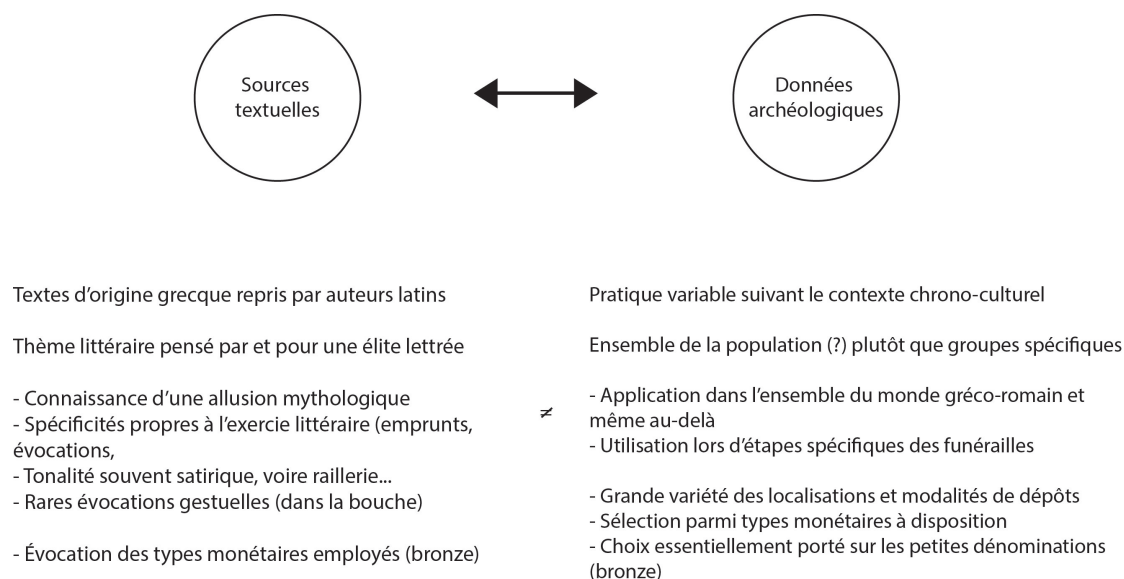 Sources
textuelles
Données
archéologiques
Textes d'origine grecque repris par auteurs latins
Thème littéraire pensé par et pour une élite lettrée
- Connaissance d'une allusion mythologique
- Spécificités propres à l'exercie littéraire (emprunts,
évocations,
- Tonalité souvent satirique, voire raillerie...
- Rares évocations gestuelles (dans la bouche)
- Évocation des types monétaires employés (bronze)
≠
Pratique variable suivant le contexte chrono-culturel
Ensemble de la population (?) plutôt que groupes spécifiques
- Application dans l'ensemble du monde gréco-romain et
même au-delà
- Utilisation lors d'étapes spécifiques des funérailles
- Grande variété des localisations et modalités de dépôts
- Sélection parmi types monétaires à disposition
- Choix essentiellement porté sur les petites dénominations
(bronze)